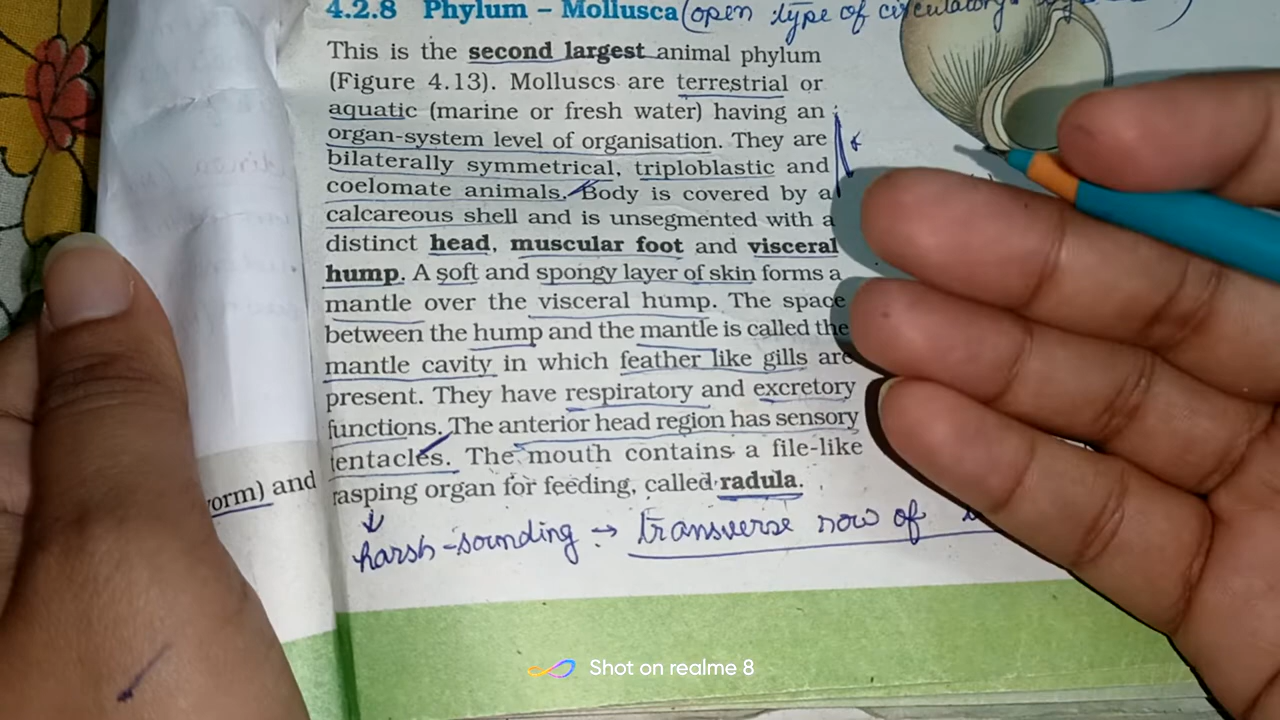 4.2.8 Phylum – Mollusca (open type of circulatory
This is the second largest animal phylum
(Figure 4.13). Molluscs are terrestrial or
aquatic (marine or fresh water) having an
organ-system level of organisation. They are
bilaterally symmetrical, triploblastic and
coelomate animals. Body is covered by a
calcareous shell and is unsegmented with a
distinct head, muscular foot and visceral
hump. A soft and spongy layer of skin forms a
mantle over the visceral hump. The space
between the hump and the mantle is called the
mantle cavity in which feather like gills are
present. They have respiratory and excretory
functions. The anterior head region has sensory
tentacles. The mouth contains a file-like
rasping organ for feeding, called radula.
orm) and
harsh-sounding → transverse row of
Shot on realme 8